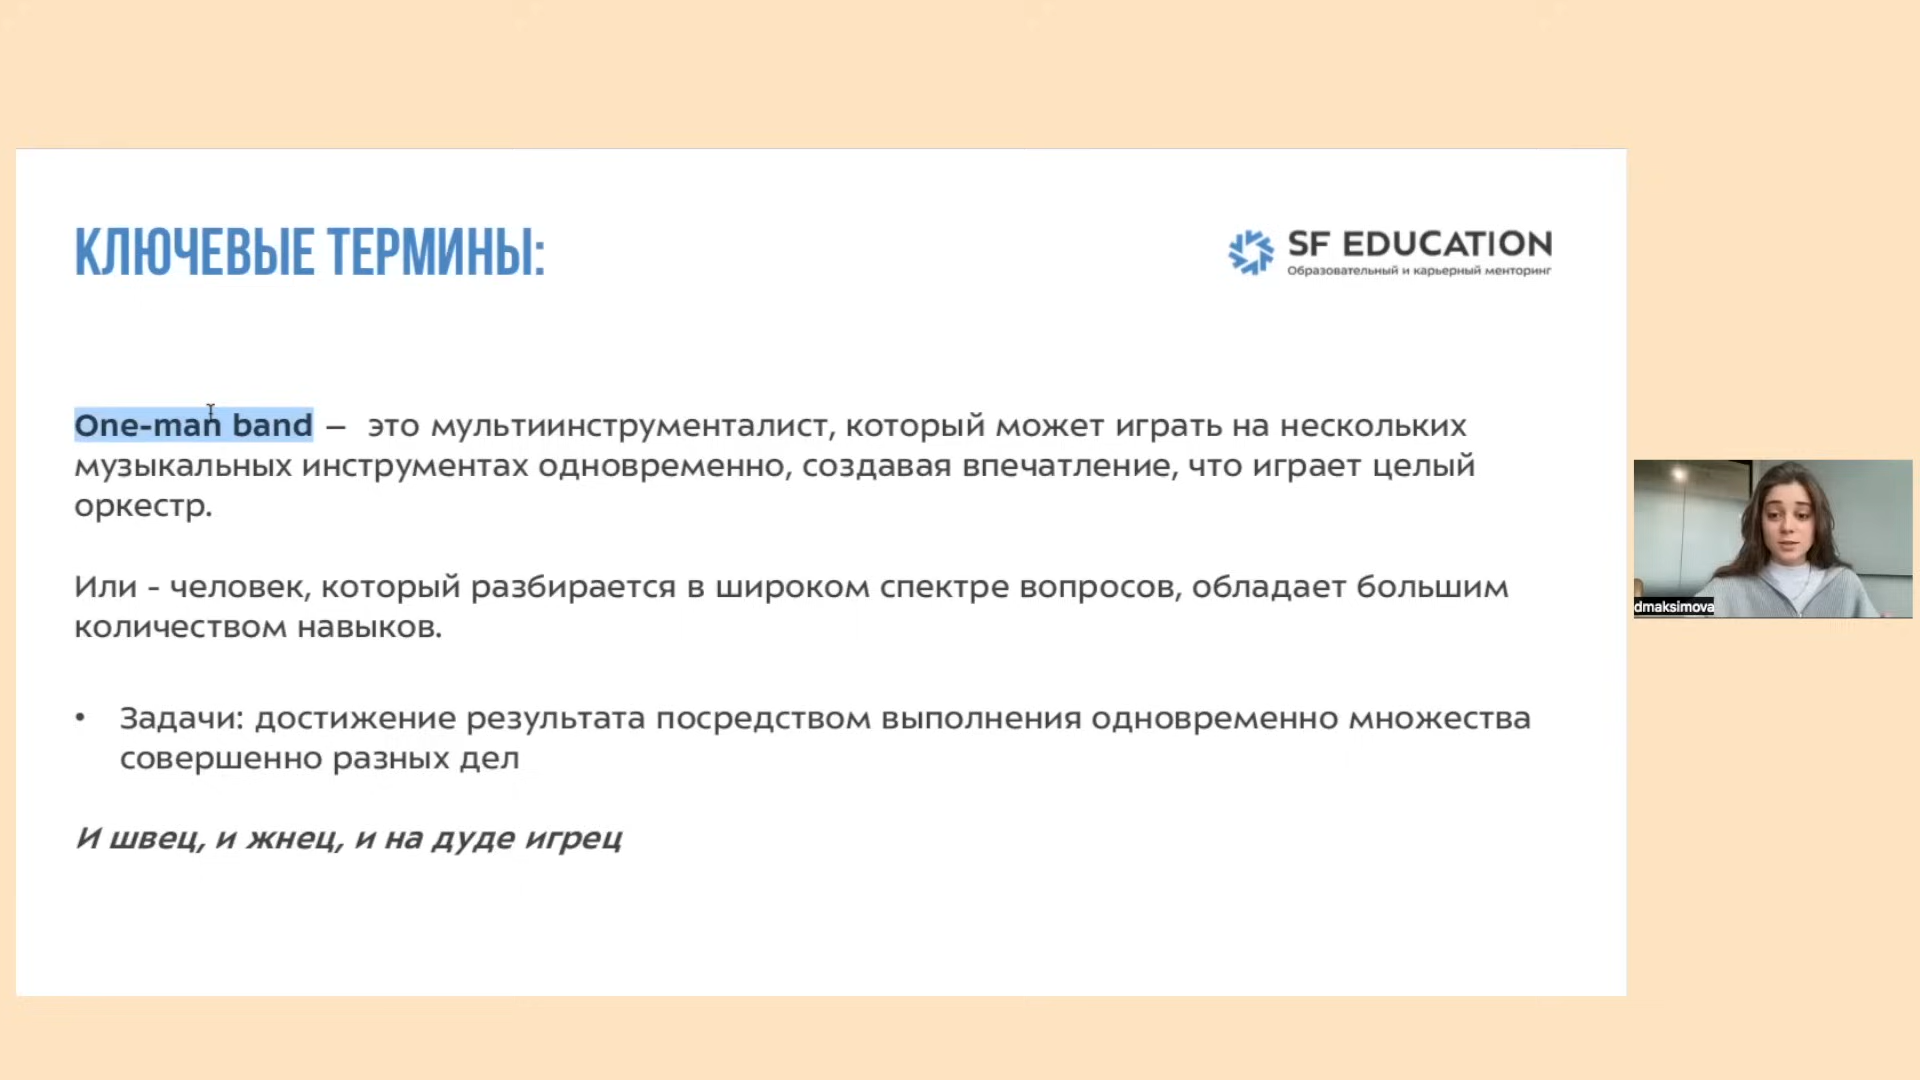 КЛЮЧЕВЫЕ ТЕРМИНЫ:
SF EDUCATION
Образовательный и карьерный менторинг
One-man band – это мультиинструменталист, который может играть на нескольких
музыкальных инструментах одновременно, создавая впечатление, что играет целый
оркестр.
Или - человек, который разбирается в широком спектре вопросов, обладает большим
количеством навыков.
• Задачи: достижение результата посредством выполнения одновременно множества
совершенно разных дел
И швец, и жнец, и на дуде игрец
dmaksimova